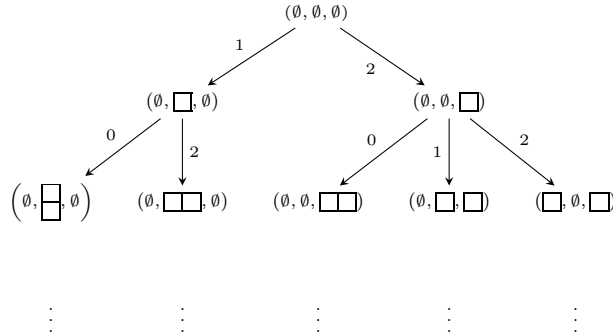 (∅, ∅, ∅)
1 2
(∅, □, ∅) (∅, ∅, □)
0 2 0 1 2
(∅, □□, ∅) (∅, □□, ∅) (∅, ∅, □□) (∅, □, □) (□, ∅, □)
⋮ ⋮ ⋮ ⋮ ⋮